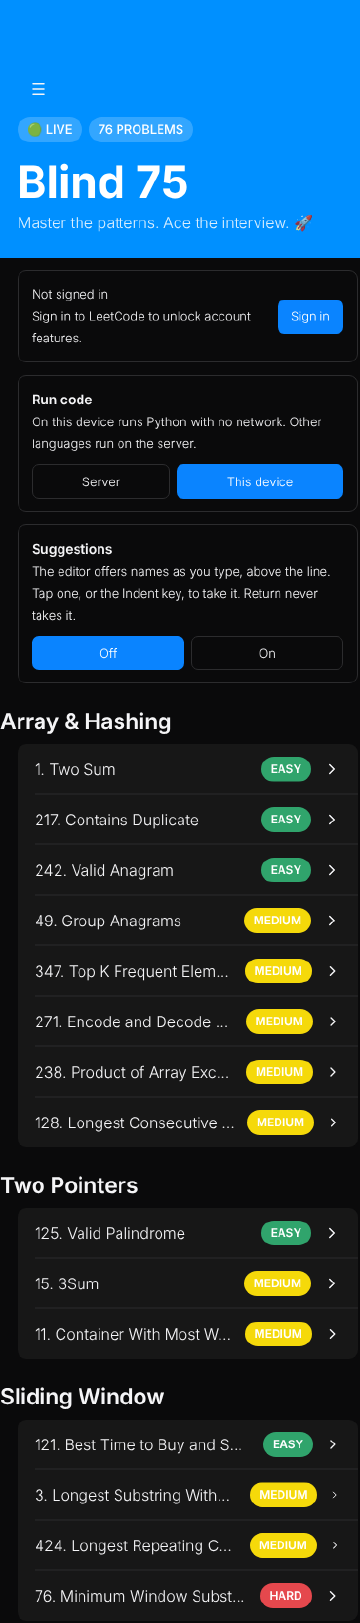 ☰
🟢 LIVE
76 PROBLEMS
Blind 75
Master the patterns. Ace the interview. 🚀
Not signed in
Sign in to LeetCode to unlock account
features.
Sign in
Run code
On this device runs Python with no network. Other
languages run on the server.
Server
This device
Suggestions
The editor offers names as you type, above the line.
Tap one, or the Indent key, to take it. Return never
takes it.
Off
On
Array & Hashing
1. Two Sum EASY
217. Contains Duplicate EASY
242. Valid Anagram EASY
49. Group Anagrams MEDIUM
347. Top K Frequent Elem... MEDIUM
271. Encode and Decode ... MEDIUM
238. Product of Array Exc... MEDIUM
128. Longest Consecutive ... MEDIUM
Two Pointers
125. Valid Palindrome EASY
15. 3Sum MEDIUM
11. Container With Most W... MEDIUM
Sliding Window
121. Best Time to Buy and S... EASY
3. Longest Substring With... MEDIUM
424. Longest Repeating C... MEDIUM
76. Minimum Window Subst... HARD